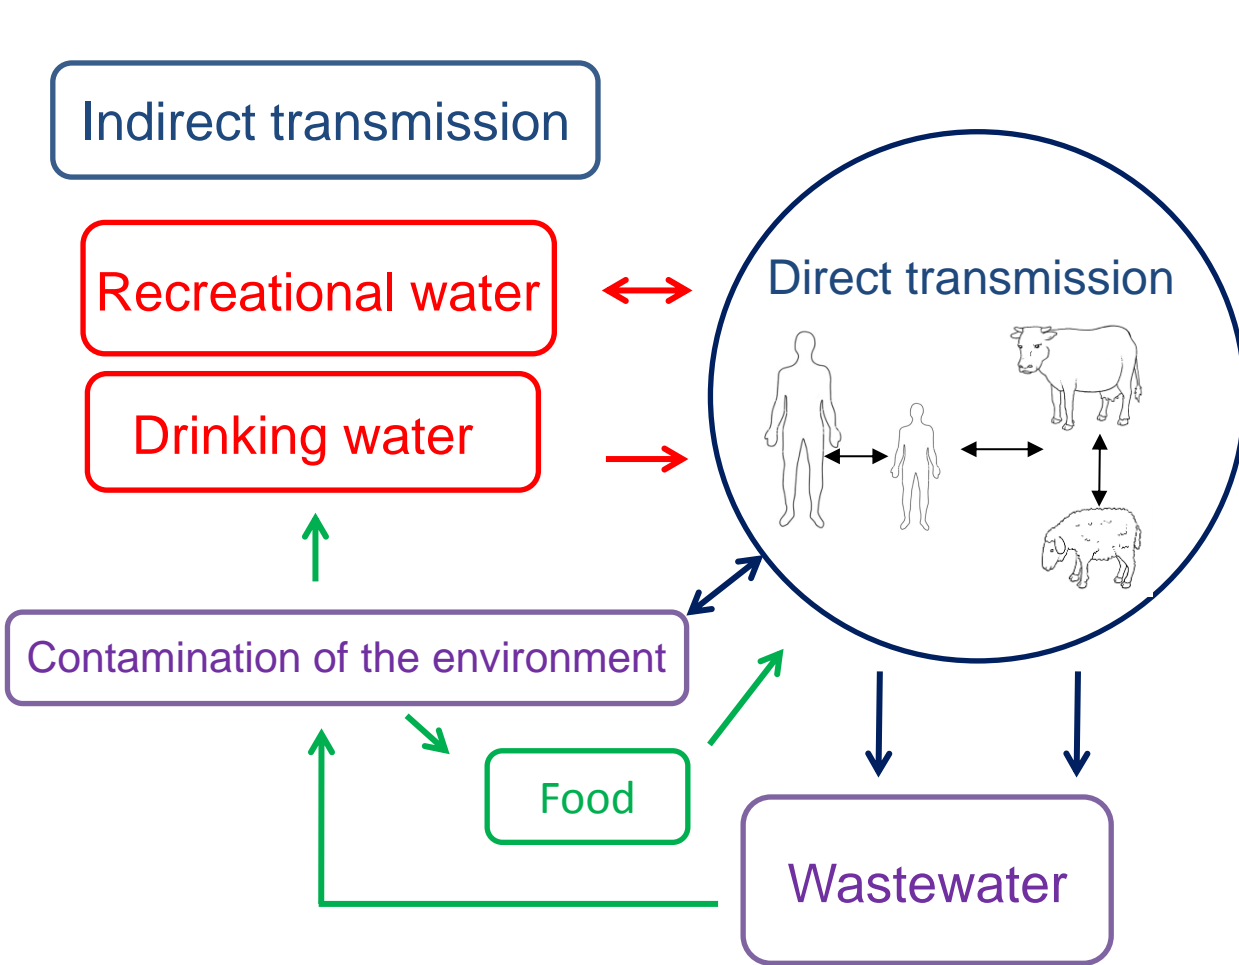 Indirect transmission
Recreational water
Direct transmission
Drinking water
Contamination of the environment
Food
Wastewater